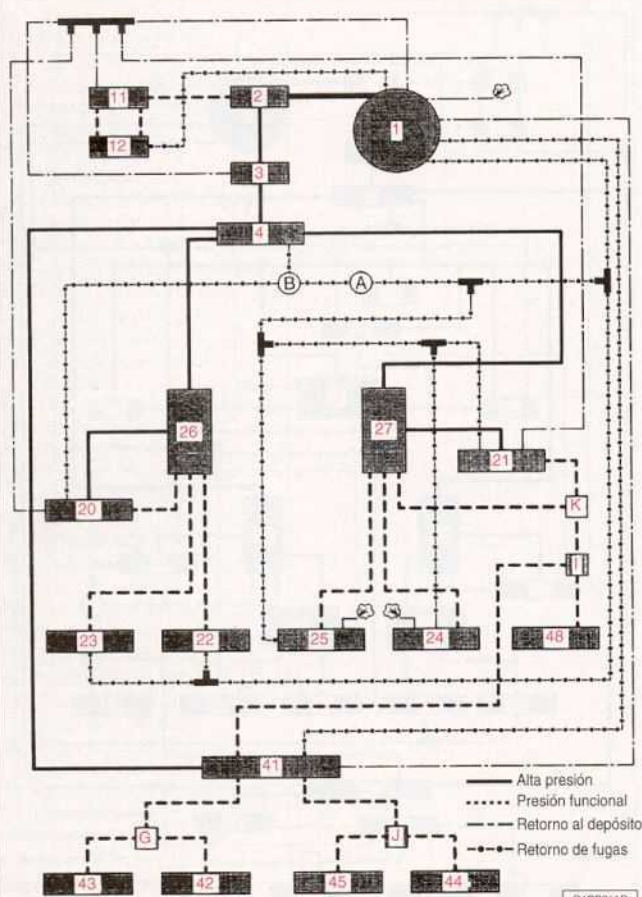 11
2
1
12
3
4
B
A
26
27
21
20
K
I
23
22
25
24
48
41
Alta presión
G
J
Presión funcional
Retorno al depósito
Retorno de fugas
43
42
45
44